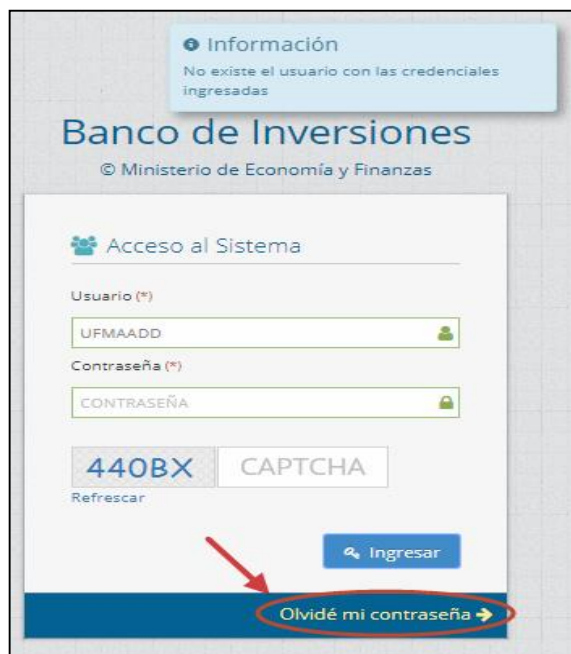 Información
No existe el usuario con las credenciales
ingresadas
Banco de Inversiones
© Ministerio de Economía y Finanzas
Acceso al Sistema
Usuario (*)
UFMAADD
Contraseña (*)
CONTRASEÑA
440BX CAPTCHA
Refrescar
Ingresar
Olvidé mi contraseña